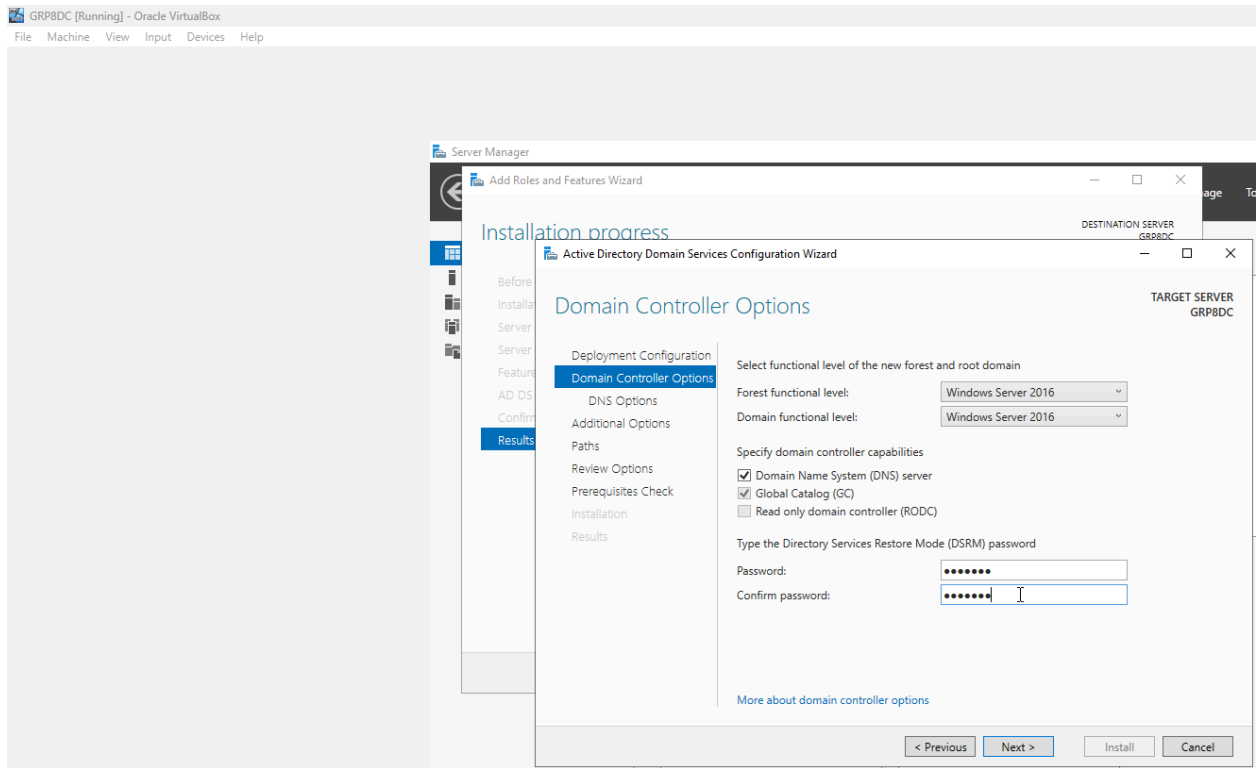 GRP8DC [Running] - Oracle VirtualBox
File Machine View Input Devices Help
Server Manager
Add Roles and Features Wizard
Installation progress
DESTINATION SERVER
GRP8DC
Before
Server
Server
AD DS
Results
Active Directory Domain Services Configuration Wizard
Domain Controller Options
TARGET SERVER
GRP8DC
Deployment Configuration
Domain Controller Options
DNS Options
Additional Options
Paths
Review Options
Prerequisites Check
Installation
Results
Select functional level of the new forest and root domain
Forest functional level: Windows Server 2016
Domain functional level: Windows Server 2016
Specify domain controller capabilities
Domain Name System (DNS) server
Global Catalog (GC)
Read only domain controller (RODC)
Type the Directory Services Restore Mode (DSRM) password
Password: •••••••
Confirm password: •••••••
More about domain controller options
< Previous Next > Install Cancel